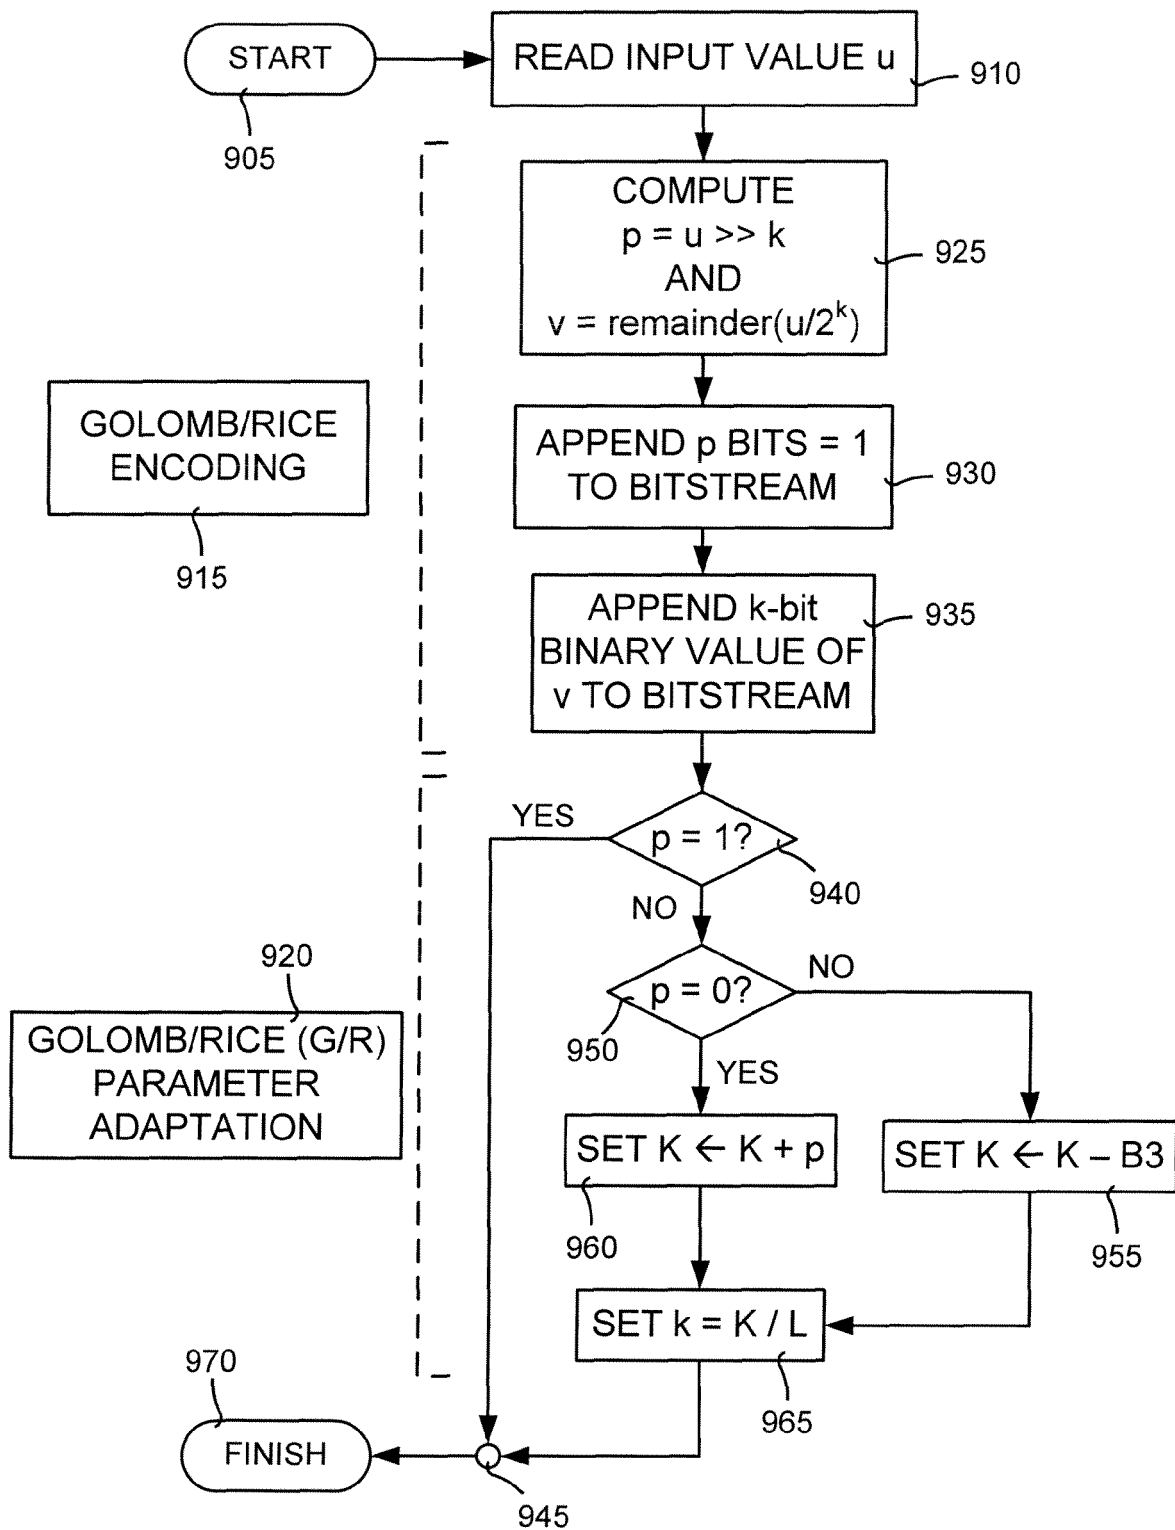 START
READ INPUT VALUE u
910
905
COMPUTE
p = u >> k
AND
v = remainder(u/2^k)
925
GOLOMB/RICE
ENCODING
915
APPEND p BITS = 1
TO BITSTREAM
930
APPEND k-bit
BINARY VALUE OF
v TO BITSTREAM
935
YES
p = 1?
940
NO
920
GOLOMB/RICE (G/R)
PARAMETER
ADAPTATION
p = 0?
NO
950
YES
SET K ← K + p
960
SET K ← K – B3
955
SET k = K / L
965
970
FINISH
945